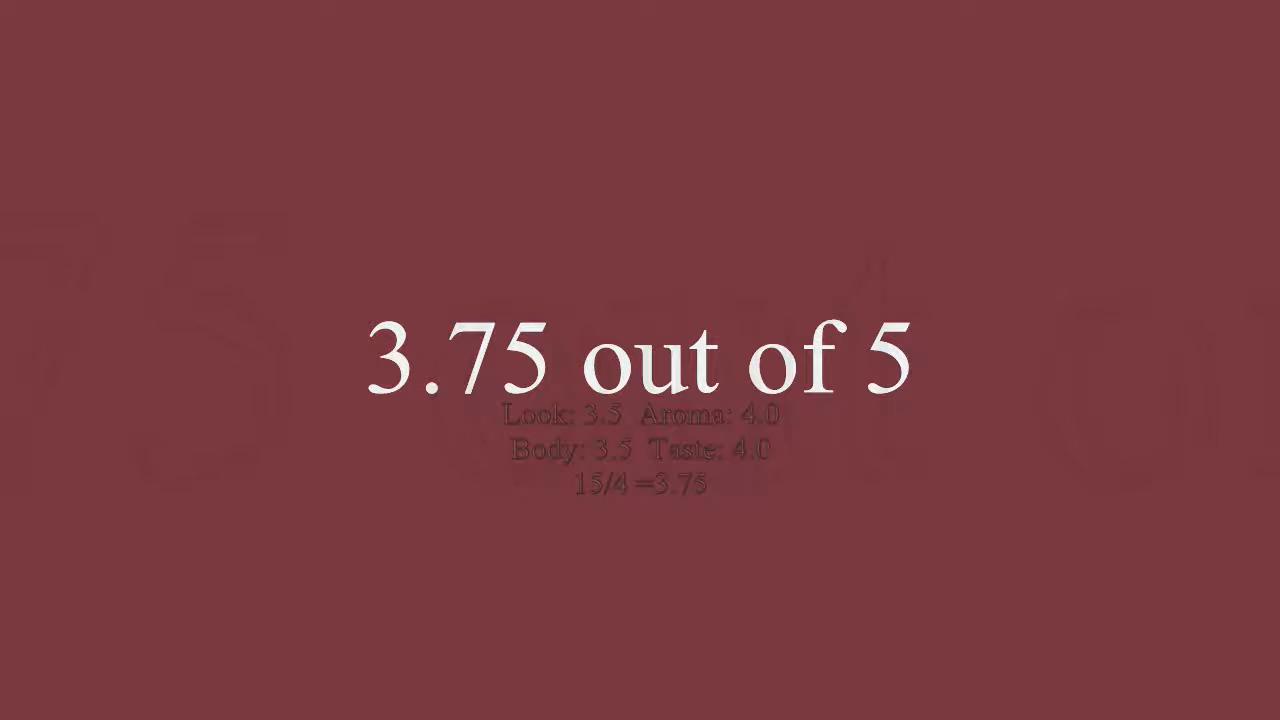 3.75 out of 5
Look: 3.5 Aroma: 4.0
Body: 3.5 Taste: 4.0
15/4 =3.75